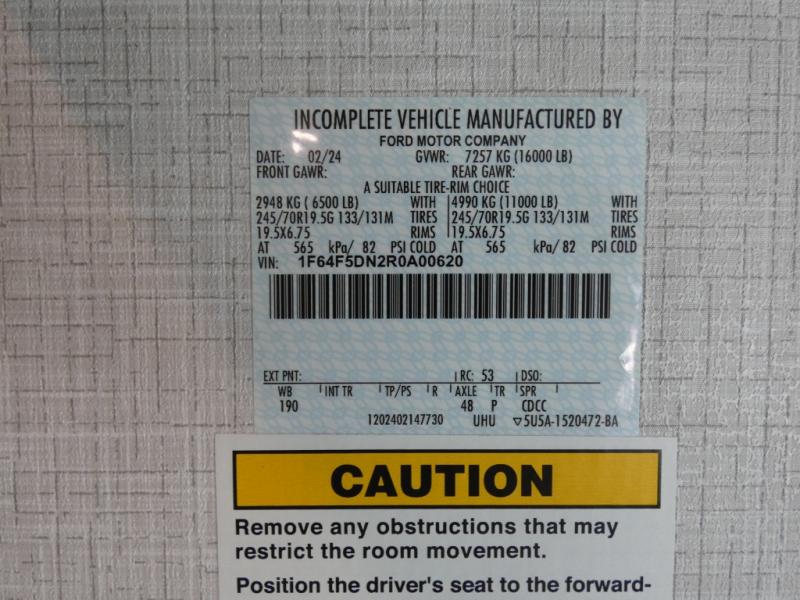 INCOMPLETE VEHICLE MANUFACTURED BY
FORD MOTOR COMPANY
DATE: 02/24 GVWR: 7257 KG (16000 LB)
FRONT GAWR: REAR GAWR:
A SUITABLE TIRE-RIM CHOICE
2948 KG ( 6500 LB) WITH 4990 KG (11000 LB) WITH
245/70R19.5G 133/131M TIRES 245/70R19.5G 133/131M TIRES
19.5X6.75 RIMS 19.5X6.75 RIMS
AT 565 kPa/ 82 PSI COLD AT 565 kPa/ 82 PSI COLD
VIN: 1F64F5DN2R0A00620
EXT PNT: RC: 53 DSO:
WB INT TR TP/PS R AXLE TR SPR
190 48 P CDCC
1202402147730 UHU ▽5U5A-1520472-BA
CAUTION
Remove any obstructions that may
restrict the room movement.
Position the driver's seat to the forward-